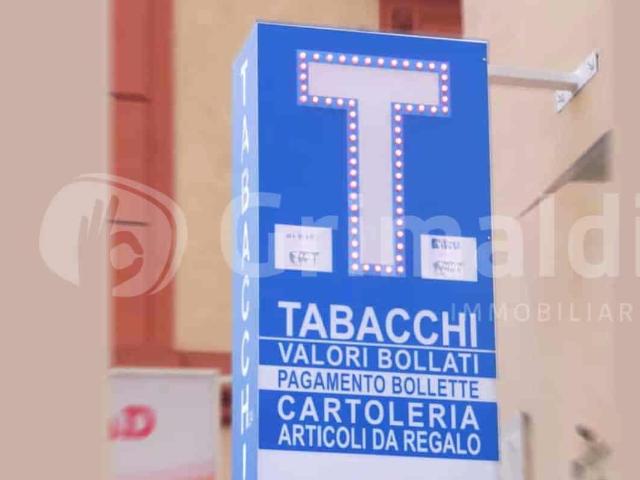 T
TABACCHI
VALORI BOLLATI
PAGAMENTO BOLLETTE
CARTOLERIA
ARTICOLI DA REGALO
TABACCHI
Grimaldi
IMMOBILIAR